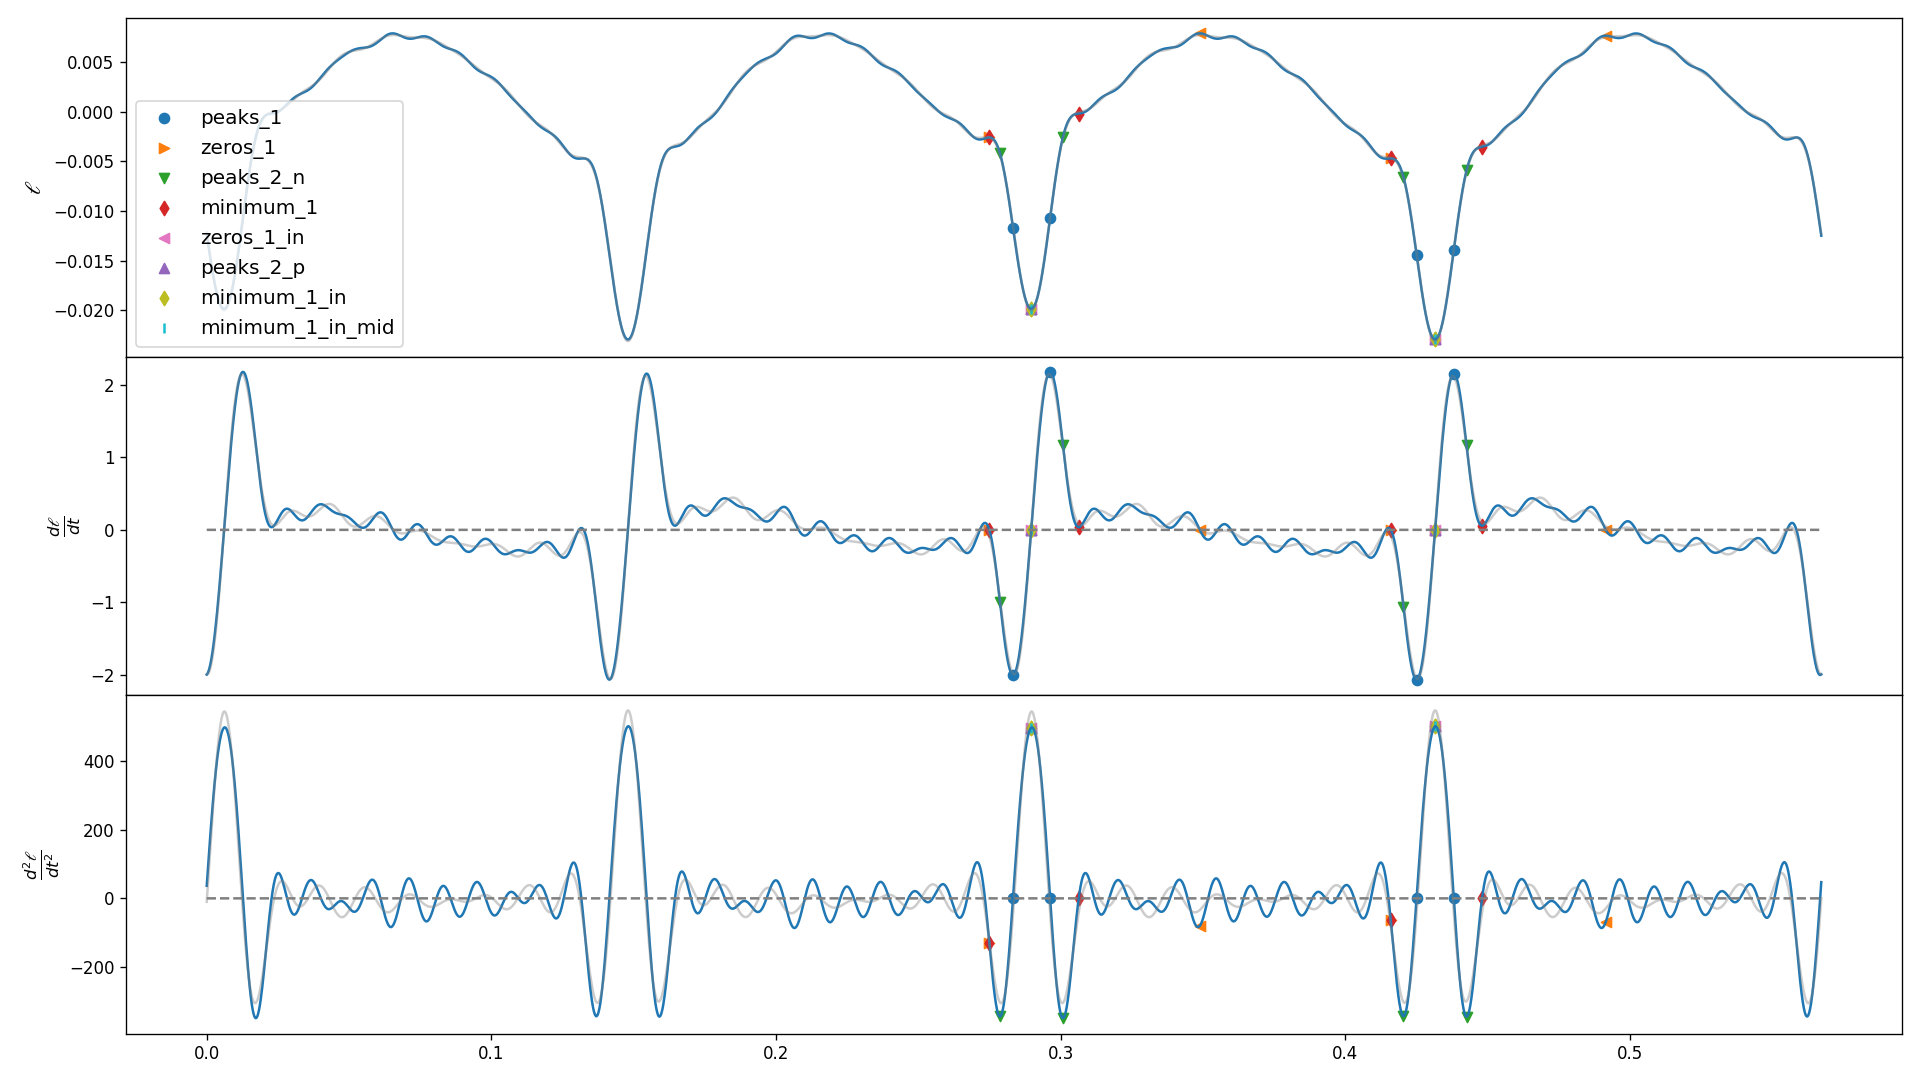 0.005
0.000
−0.005
−0.010
−0.015
−0.020
ℓ
peaks_1
zeros_1
peaks_2_n
minimum_1
zeros_1_in
peaks_2_p
minimum_1_in
minimum_1_in_mid
2
1
0
−1
−2
dℓ
dt
400
200
0
−200
d²ℓ
dt²
0.0 0.1 0.2 0.3 0.4 0.5